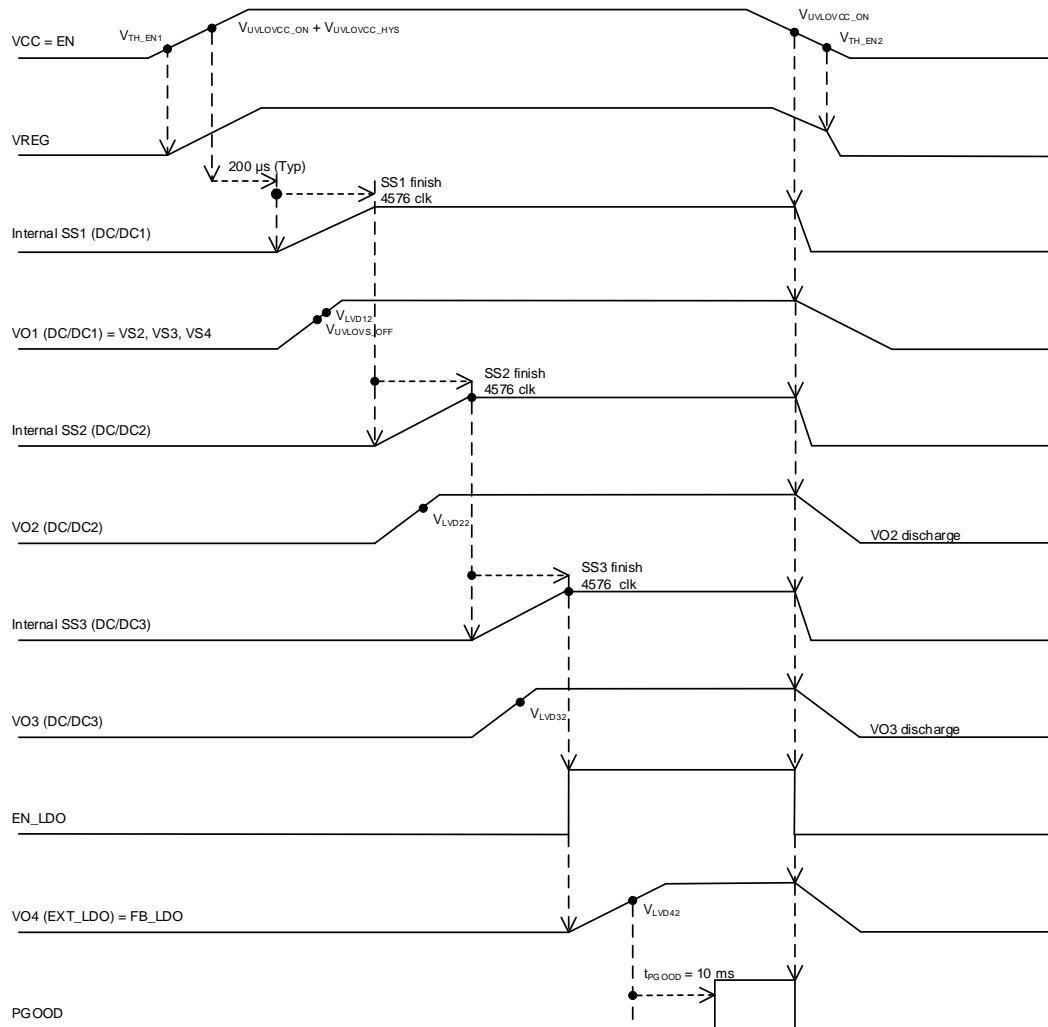 VUVLOVCC_ON
VUVLOVCC_ON + VUVLOVCC_HYS
VTH_EN1
VTH_EN2
VCC = EN
VREG
200 µs (Typ)
SS1 finish
4576 clk
Internal SS1 (DC/DC1)
VLVD12
VUVLOVS_OFF
VO1 (DC/DC1) = VS2, VS3, VS4
SS2 finish
4576 clk
Internal SS2 (DC/DC2)
VLVD22
VO2 (DC/DC2)
VO2 discharge
SS3 finish
4576 clk
Internal SS3 (DC/DC3)
VLVD32
VO3 (DC/DC3)
VO3 discharge
EN_LDO
VO4 (EXT_LDO) = FB_LDO
VLVD42
tPGOOD = 10 ms
PGOOD